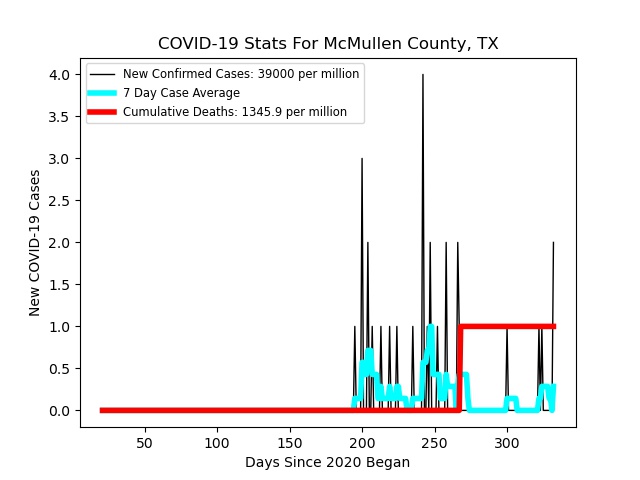 COVID-19 Stats For McMullen County, TX
New Confirmed Cases: 39000 per million
7 Day Case Average
Cumulative Deaths: 1345.9 per million
New COVID-19 Cases
4.0
3.5
3.0
2.5
2.0
1.5
1.0
0.5
0.0
50 100 150 200 250 300
Days Since 2020 Began